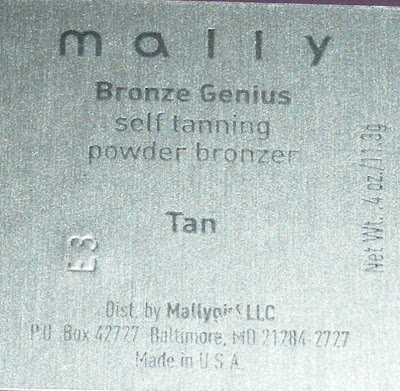 mally
Bronze Genius
self tanning
powder bronzer
Tan
E3
Net Wt. .4 oz./11.3g
Dist. by Mallygirl LLC
P.O. Box 42727 Baltimore, MD 21284-2727
Made in U.S.A.